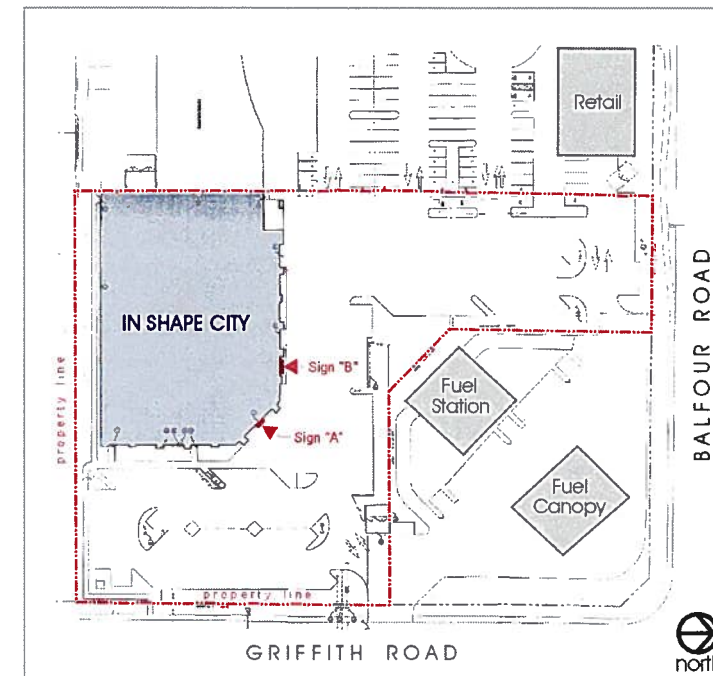 Retail
IN SHAPE CITY
Sign "B"
Sign "A"
Fuel
Station
Fuel
Canopy
property line
property line
BALFOUR ROAD
GRIFFITH ROAD
north